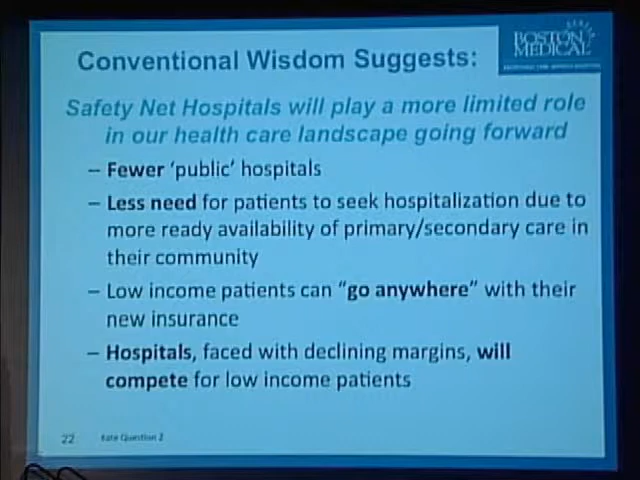 BOSTON
MEDICAL
Conventional Wisdom Suggests:
Safety Net Hospitals will play a more limited role
in our health care landscape going forward
– Fewer ‘public’ hospitals
– Less need for patients to seek hospitalization due to
more ready availability of primary/secondary care in
their community
– Low income patients can “go anywhere” with their
new insurance
– Hospitals, faced with declining margins, will
compete for low income patients
22 Kate Question 2